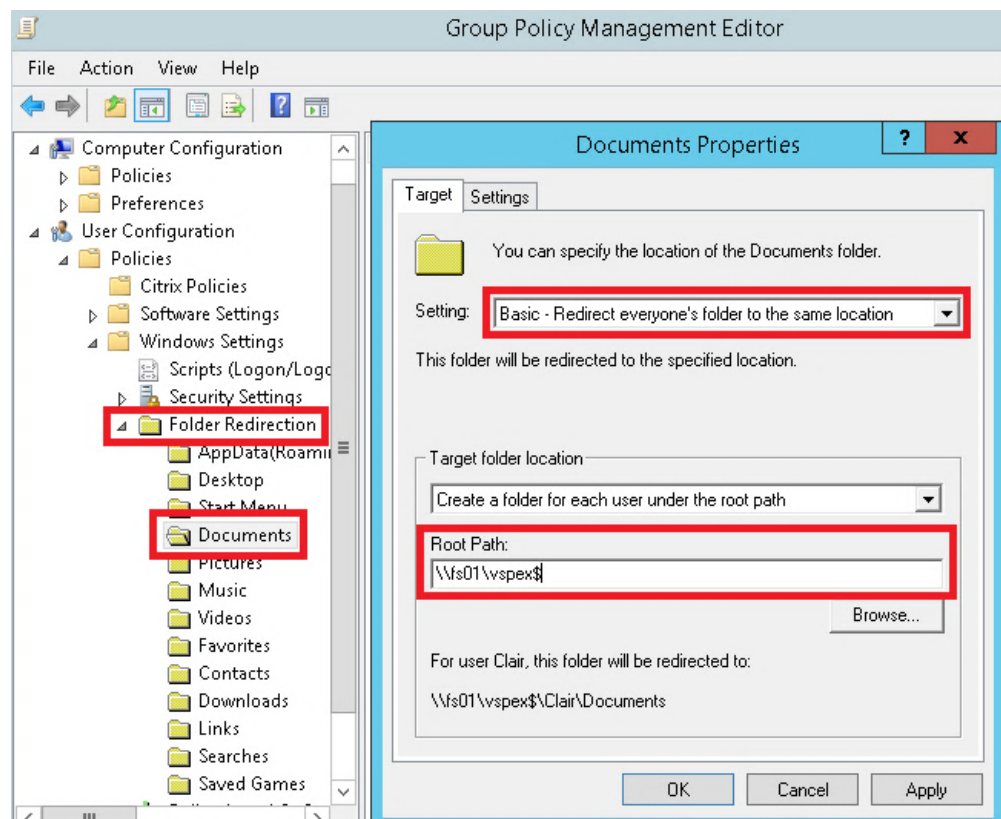 Group Policy Management Editor
File Action View Help
Computer Configuration
Policies
Preferences
User Configuration
Policies
Citrix Policies
Software Settings
Windows Settings
Scripts (Logon/Logo
Security Settings
Folder Redirection
AppData(Roami
Desktop
Start Menu
Documents
Pictures
Music
Videos
Favorites
Contacts
Downloads
Links
Searches
Saved Games
Documents Properties
? x
Target Settings
You can specify the location of the Documents folder.
Setting: Basic - Redirect everyone's folder to the same location
This folder will be redirected to the specified location.
Target folder location
Create a folder for each user under the root path
Root Path:
\\fs01\vspex$
Browse...
For user Clair, this folder will be redirected to:
\\fs01\vspex$\Clair\Documents
OK Cancel Apply